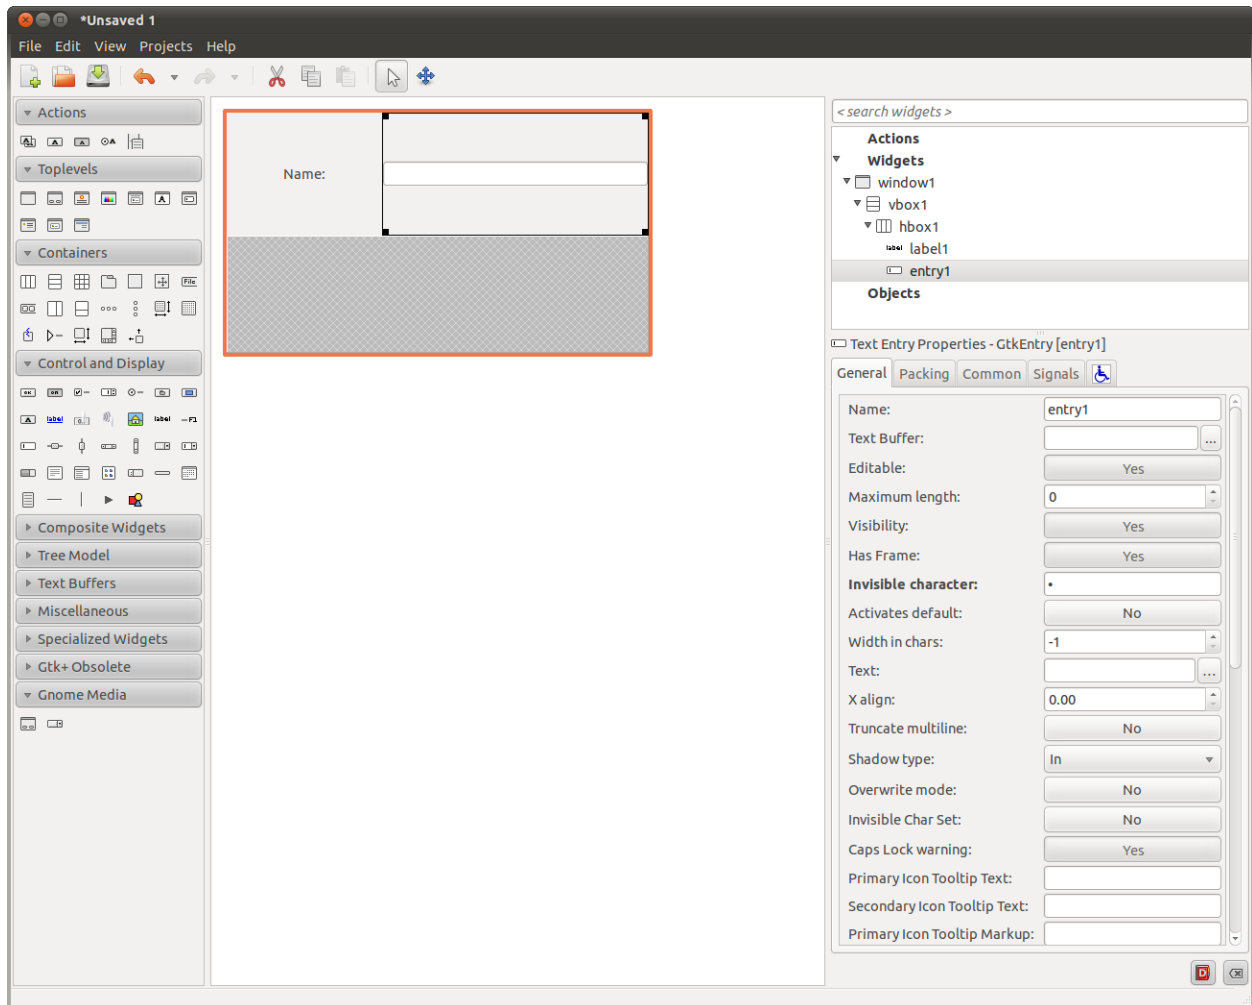 *Unsaved 1
File Edit View Projects Help
Actions
Toplevels
Containers
File
Control and Display
OK
label
label
Composite Widgets
Tree Model
Text Buffers
Miscellaneous
Specialized Widgets
Gtk+ Obsolete
Gnome Media
Name:
< search widgets >
Actions
Widgets
window1
vbox1
hbox1
label label1
entry1
Objects
Text Entry Properties - GtkEntry [entry1]
General Packing Common Signals
Name: entry1
Text Buffer: ...
Editable: Yes
Maximum length: 0
Visibility: Yes
Has Frame: Yes
Invisible character: •
Activates default: No
Width in chars: -1
Text: ...
X align: 0.00
Truncate multiline: No
Shadow type: In
Overwrite mode: No
Invisible Char Set: No
Caps Lock warning: Yes
Primary Icon Tooltip Text:
Secondary Icon Tooltip Text:
Primary Icon Tooltip Markup: